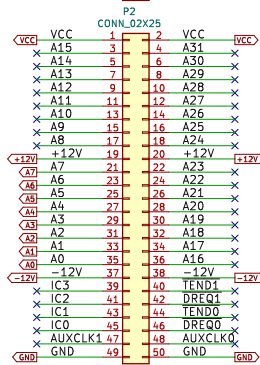 P2
CONN_02X25
VCC VCC 1 2 VCC VCC
A15 3 4 A31
A14 5 6 A30
A13 7 8 A29
A12 9 10 A28
A11 11 12 A27
A10 13 14 A26
A9 15 16 A25
A8 17 18 A24
+12V +12V 19 20 +12V +12V
A7 A7 21 22 A23
A6 A6 23 24 A22
A5 A5 25 26 A21
A4 A4 27 28 A20
A3 A3 29 30 A19
A2 A2 31 32 A18
A1 A1 33 34 A17
A0 A0 35 36 A16
-12V -12V 37 38 -12V -12V
IC3 39 40 TEND1
IC2 41 42 DREQ1
IC1 43 44 TEND0
IC0 45 46 DREQ0
AUXCLK1 47 48 AUXCLK0
GND GND 49 50 GND GND